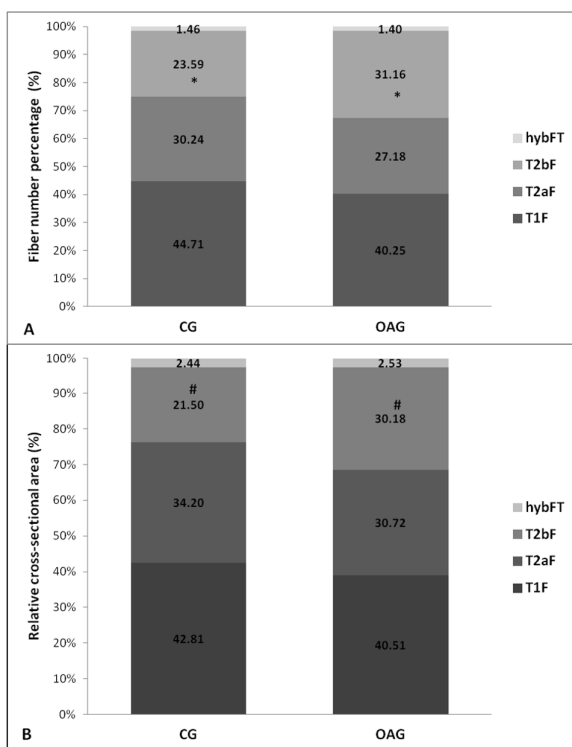 Fiber number percentage (%)
100%
90%
80%
70%
60%
50%
40%
30%
20%
10%
0%
1.46
23.59
*
30.24
44.71
1.40
31.16
*
27.18
40.25
CG
OAG
hybFT
T2bF
T2aF
T1F
A
Relative cross-sectional area (%)
100%
90%
80%
70%
60%
50%
40%
30%
20%
10%
0%
2.44
#
21.50
34.20
42.81
2.53
#
30.18
30.72
40.51
CG
OAG
hybFT
T2bF
T2aF
T1F
B